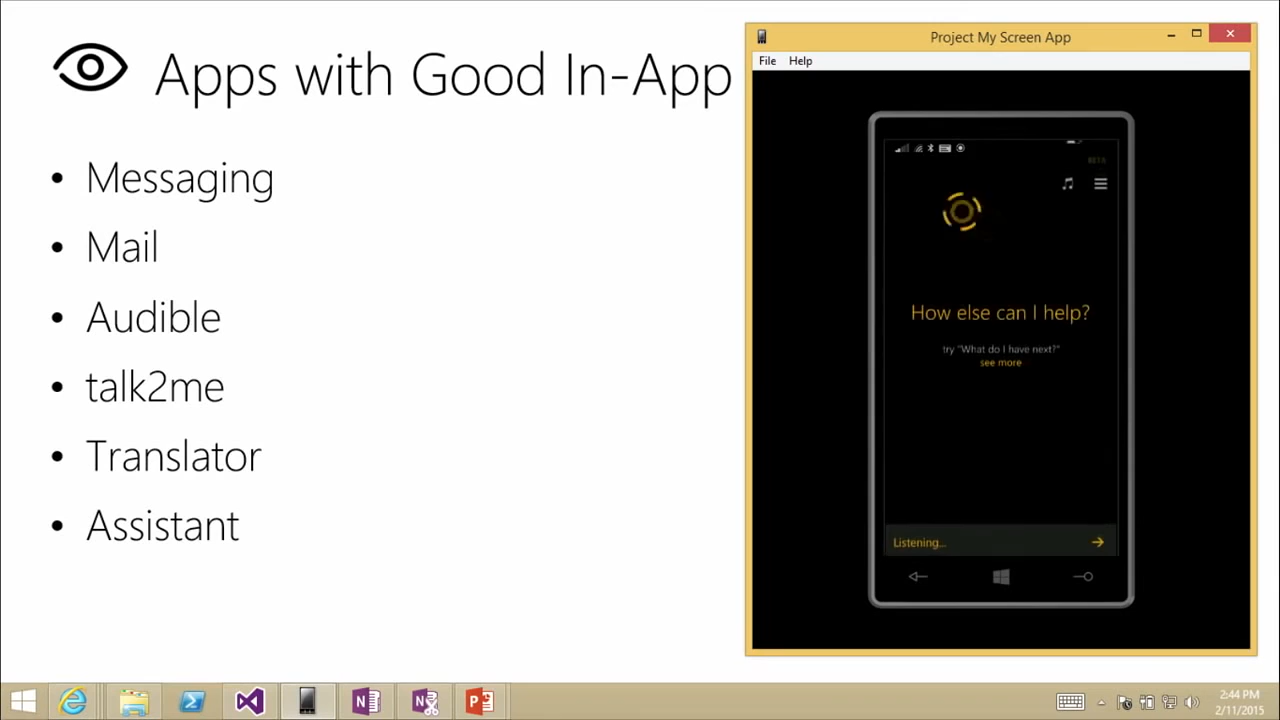 Apps with Good In-App
• Messaging
• Mail
• Audible
• talk2me
• Translator
• Assistant
Project My Screen App
File Help
BETA
How else can I help?
try "What do I have next?"
see more
Listening...
2:44 PM
2/11/2015